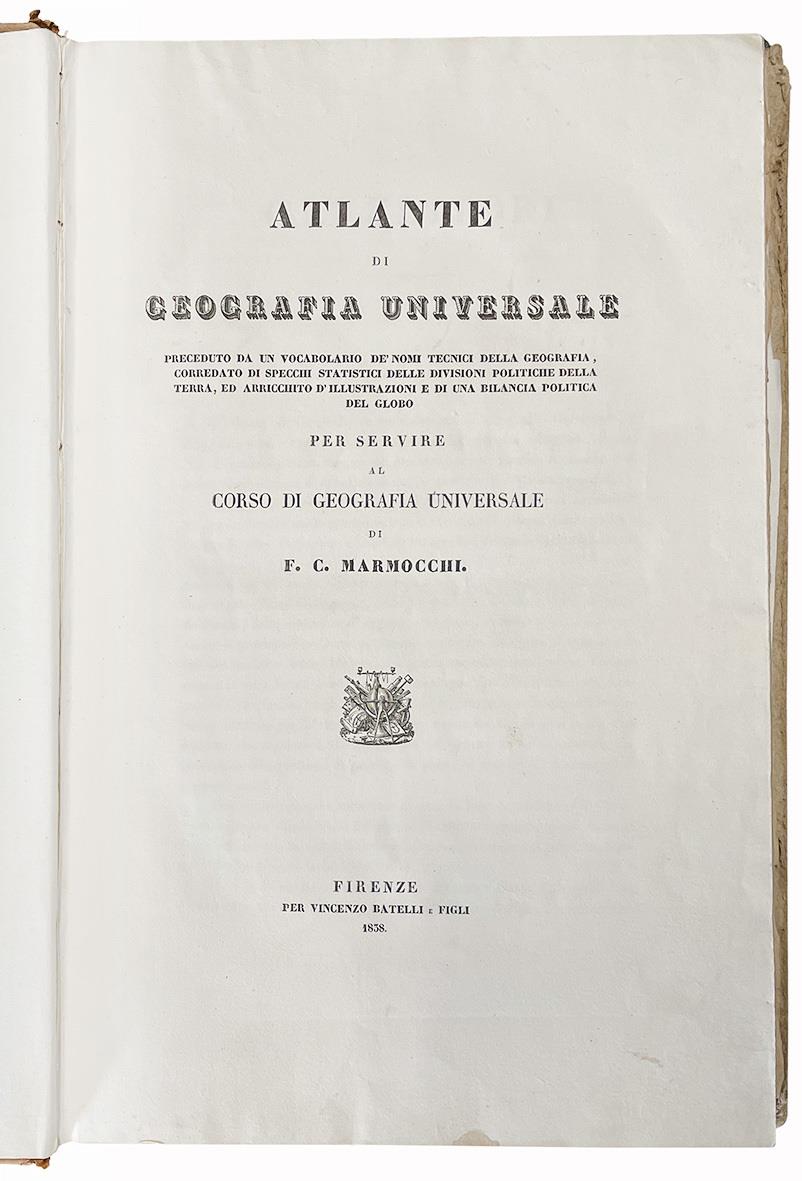 ATLANTE
DI
GEOGRAFIA UNIVERSALE
PRECEDUTO DA UN VOCABOLARIO DE' NOMI TECNICI DELLA GEOGRAFIA,
CORREDATO DI SPECCHI STATISTICI DELLE DIVISIONI POLITICHE DELLA
TERRA, ED ARRICCHITO D'ILLUSTRAZIONI E DI UNA BILANCIA POLITICA
DEL GLOBO
PER SERVIRE
AL
CORSO DI GEOGRAFIA UNIVERSALE
DI
F. C. MARMOCCHI.
FIRENZE
PER VINCENZO BATELLI E FIGLI
1838.